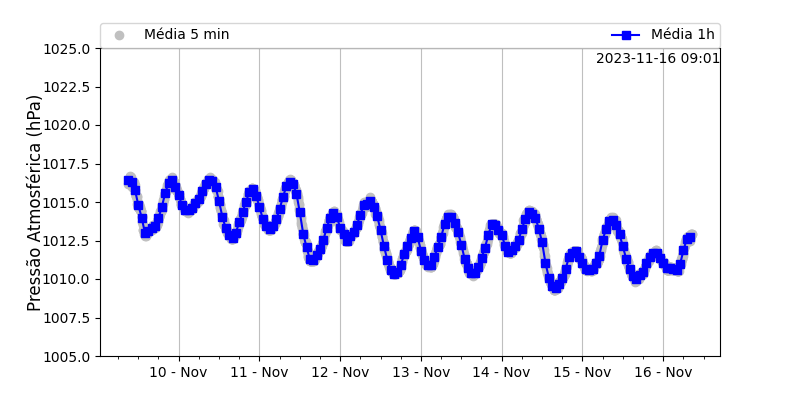 Média 5 min
Média 1h
2023-11-16 09:01
Pressão Atmosférica (hPa)
1025.0
1022.5
1020.0
1017.5
1015.0
1012.5
1010.0
1007.5
1005.0
10 - Nov
11 - Nov
12 - Nov
13 - Nov
14 - Nov
15 - Nov
16 - Nov